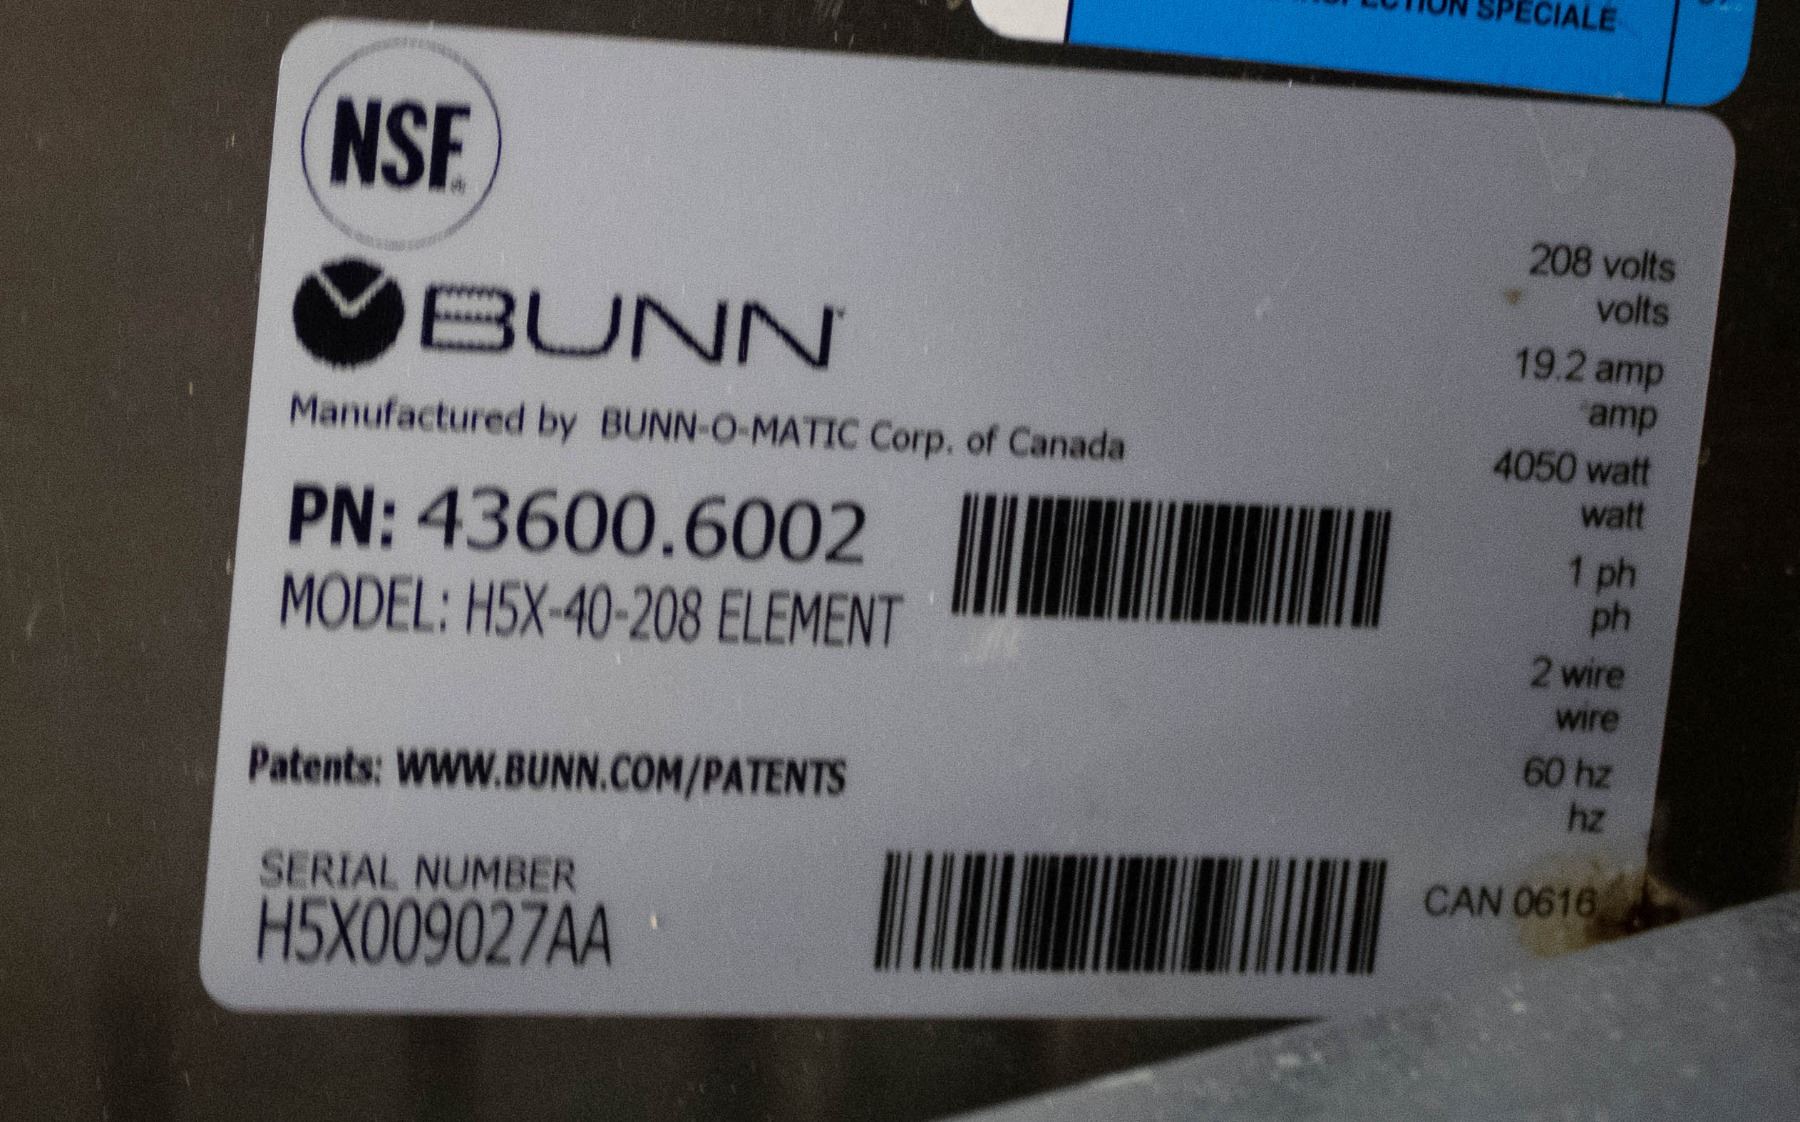 SPECIALE
NSF
BUNN
Manufactured by BUNN-O-MATIC Corp. of Canada
PN: 43600.6002
MODEL: H5X-40-208 ELEMENT
Patents: WWW.BUNN.COM/PATENTS
SERIAL NUMBER
H5X009027AA
208 volts
volts
19.2 amp
amp
4050 watt
watt
1 ph
ph
2 wire
wire
60 hz
hz
CAN 0616